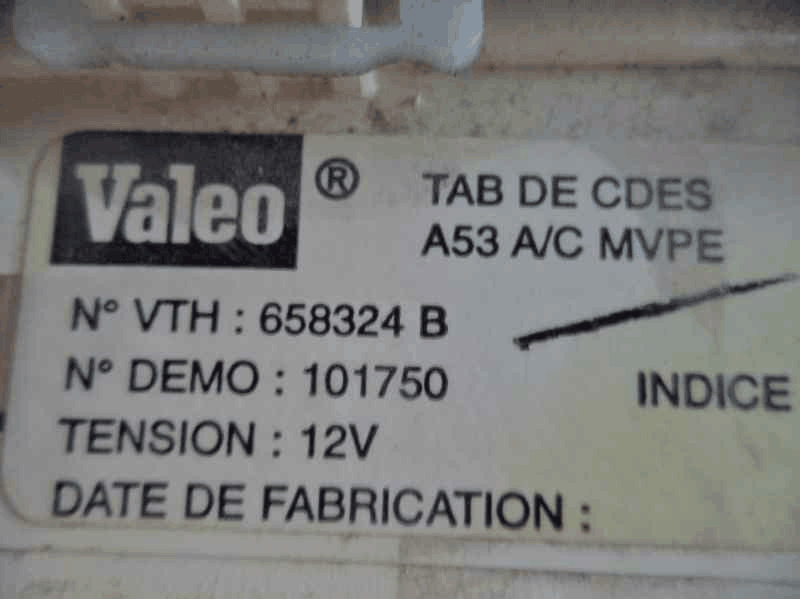 Valeo® TAB DE CDES
A53 A/C MVPE
N° VTH : 658324 B
N° DEMO : 101750
INDICE
TENSION : 12V
DATE DE FABRICATION :